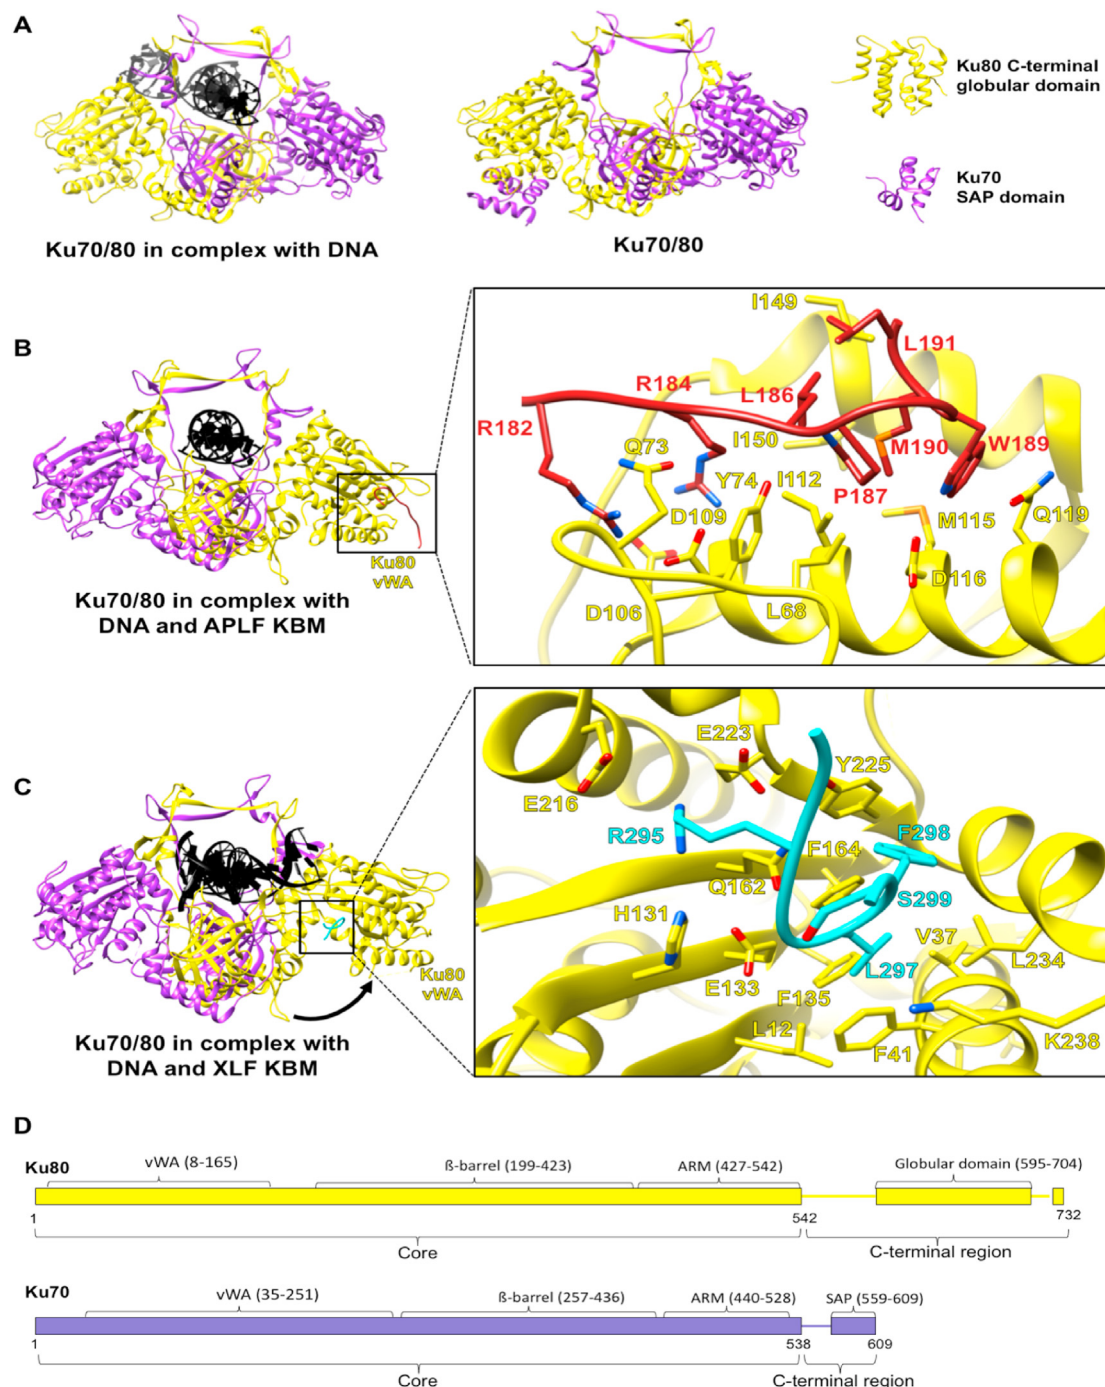 A
Ku70/80 in complex with DNA
Ku70/80
Ku80 C-terminal
globular domain
Ku70
SAP domain
B
Ku80
vWA
Ku70/80 in complex with
DNA and APLF KBM
I149
L191
R184
L186
R182
I150
M190
W189
Q73
Y74
I112
P187
D109
M115
Q119
D116
D106
L68
C
Ku80
vWA
Ku70/80 in complex with
DNA and XLF KBM
E223
Y225
E216
R295
F164
F298
Q162
S299
H131
V37
L234
E133
L297
F135
L12
F41
K238
D
Ku80
vWA (8-165)
ß-barrel (199-423)
ARM (427-542)
Globular domain (595-704)
1
542
732
Core
C-terminal region
Ku70
vWA (35-251)
ß-barrel (257-436)
ARM (440-528)
SAP (559-609)
1
538
609
Core
C-terminal region